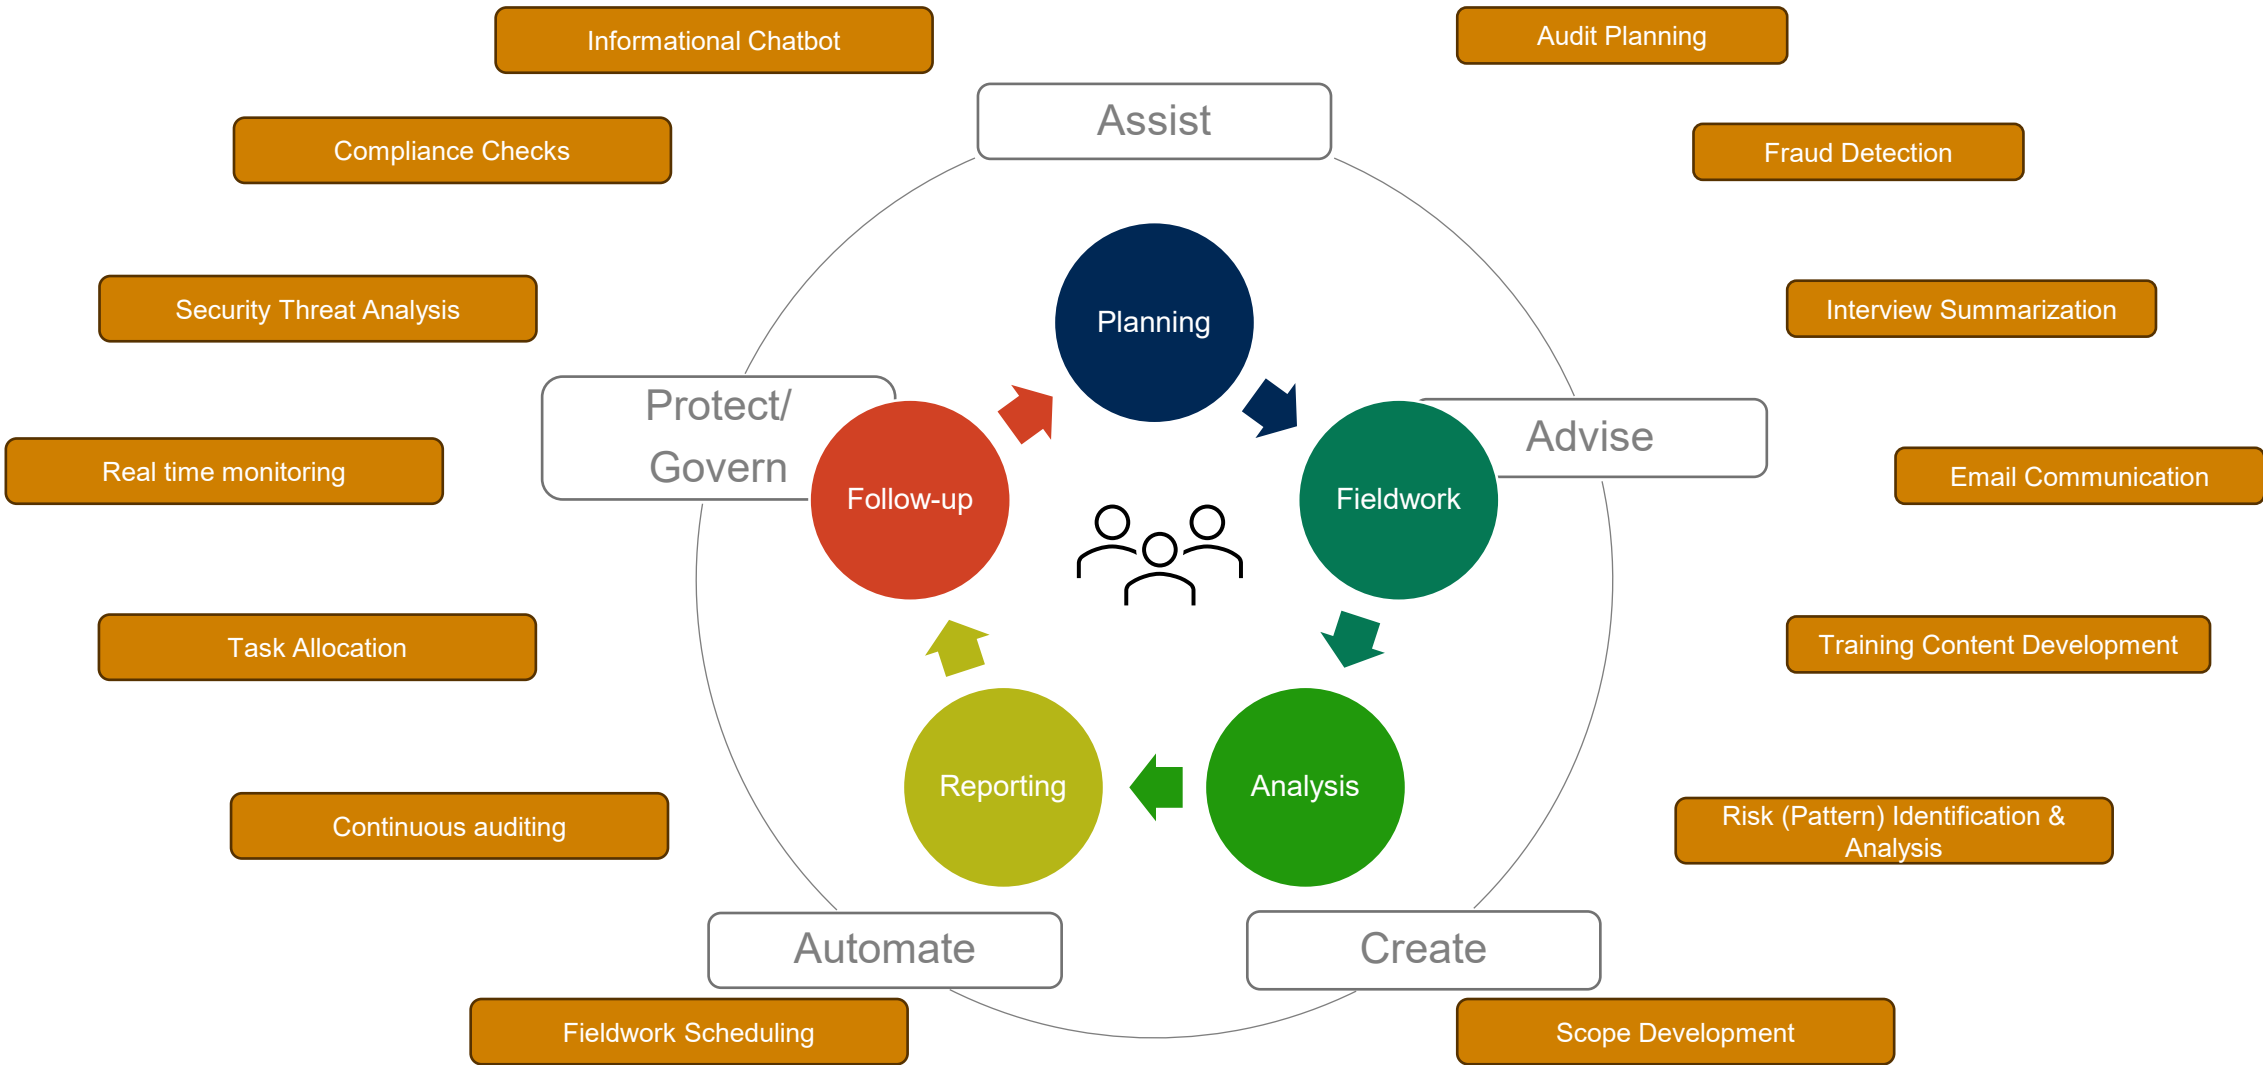 Informational Chatbot
Audit Planning
Assist
Compliance Checks
Fraud Detection
Planning
Security Threat Analysis
Interview Summarization
Protect/
Govern
Advise
Real time monitoring
Follow-up
Fieldwork
Email Communication
Task Allocation
Training Content Development
Reporting
Analysis
Continuous auditing
Risk (Pattern) Identification &
Analysis
Automate
Create
Fieldwork Scheduling
Scope Development